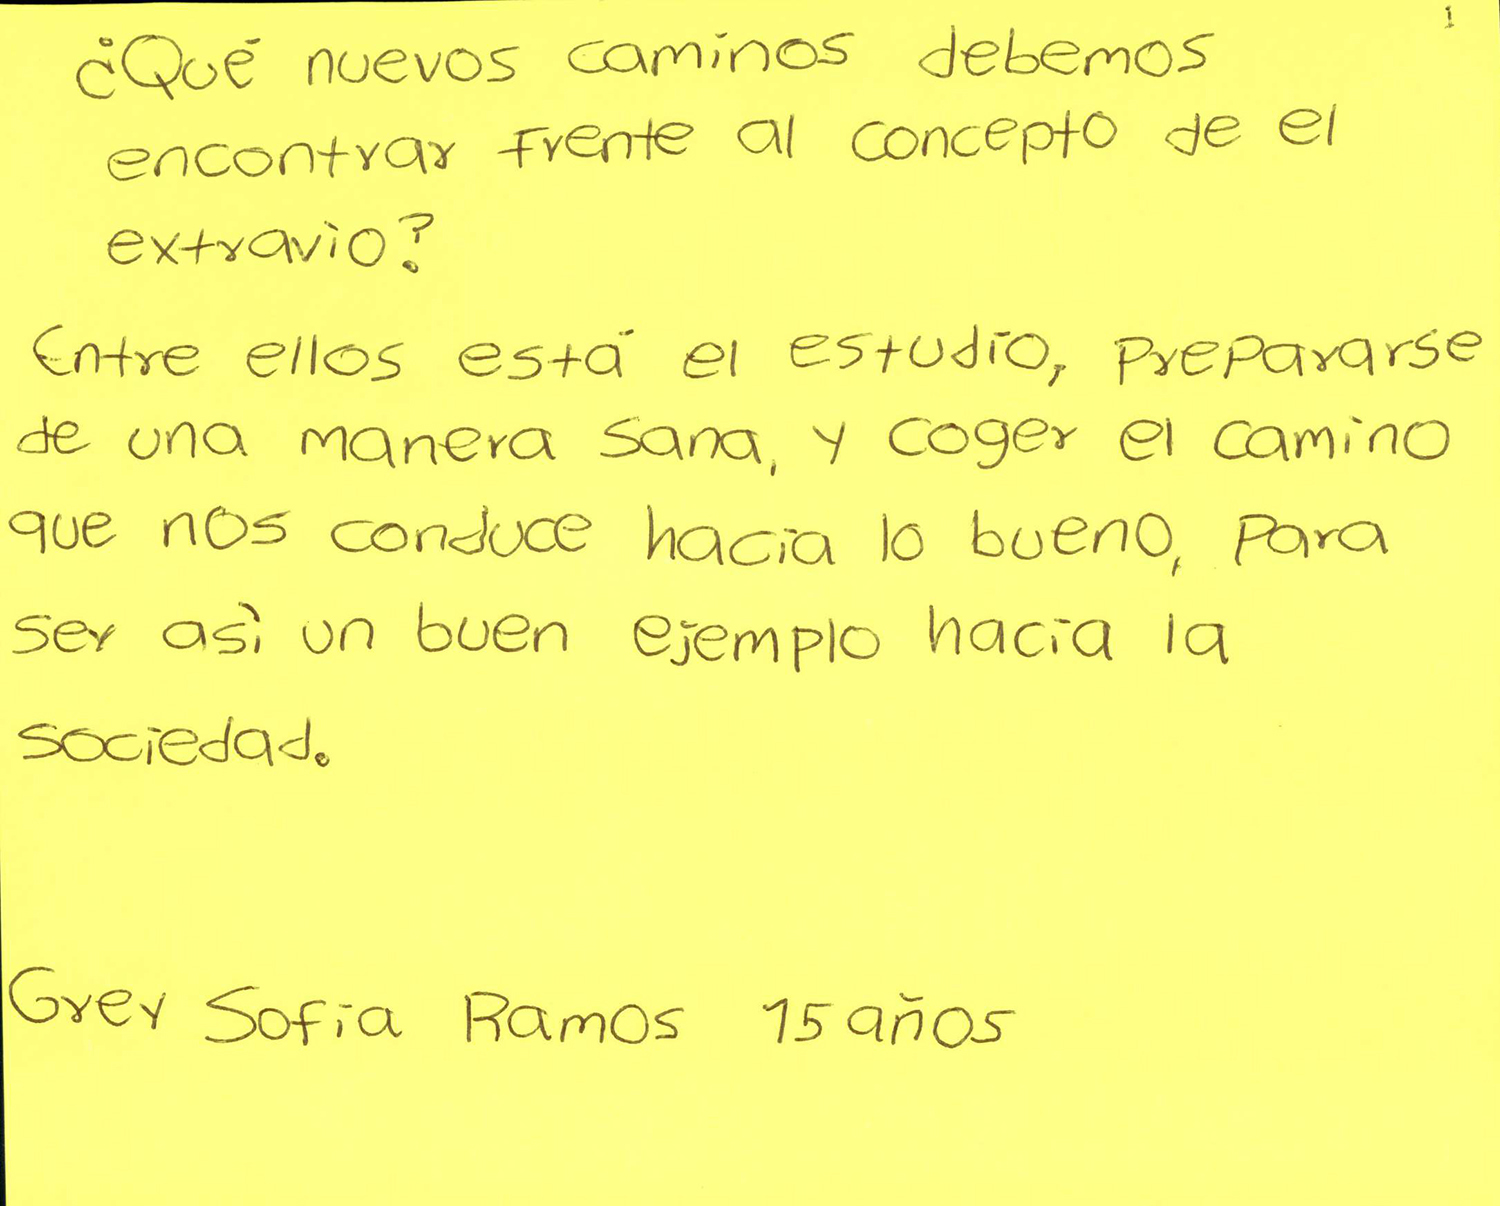 1
¿Qué nuevos caminos debemos
encontrar frente al concepto de el
extravìo?
Entre ellos está el estudio, prepararse
de una manera sana, y coger el camino
que nos conduce hacia lo bueno, para
ser asì un buen ejemplo hacia la
sociedad.
Grey Sofia Ramos 15 años